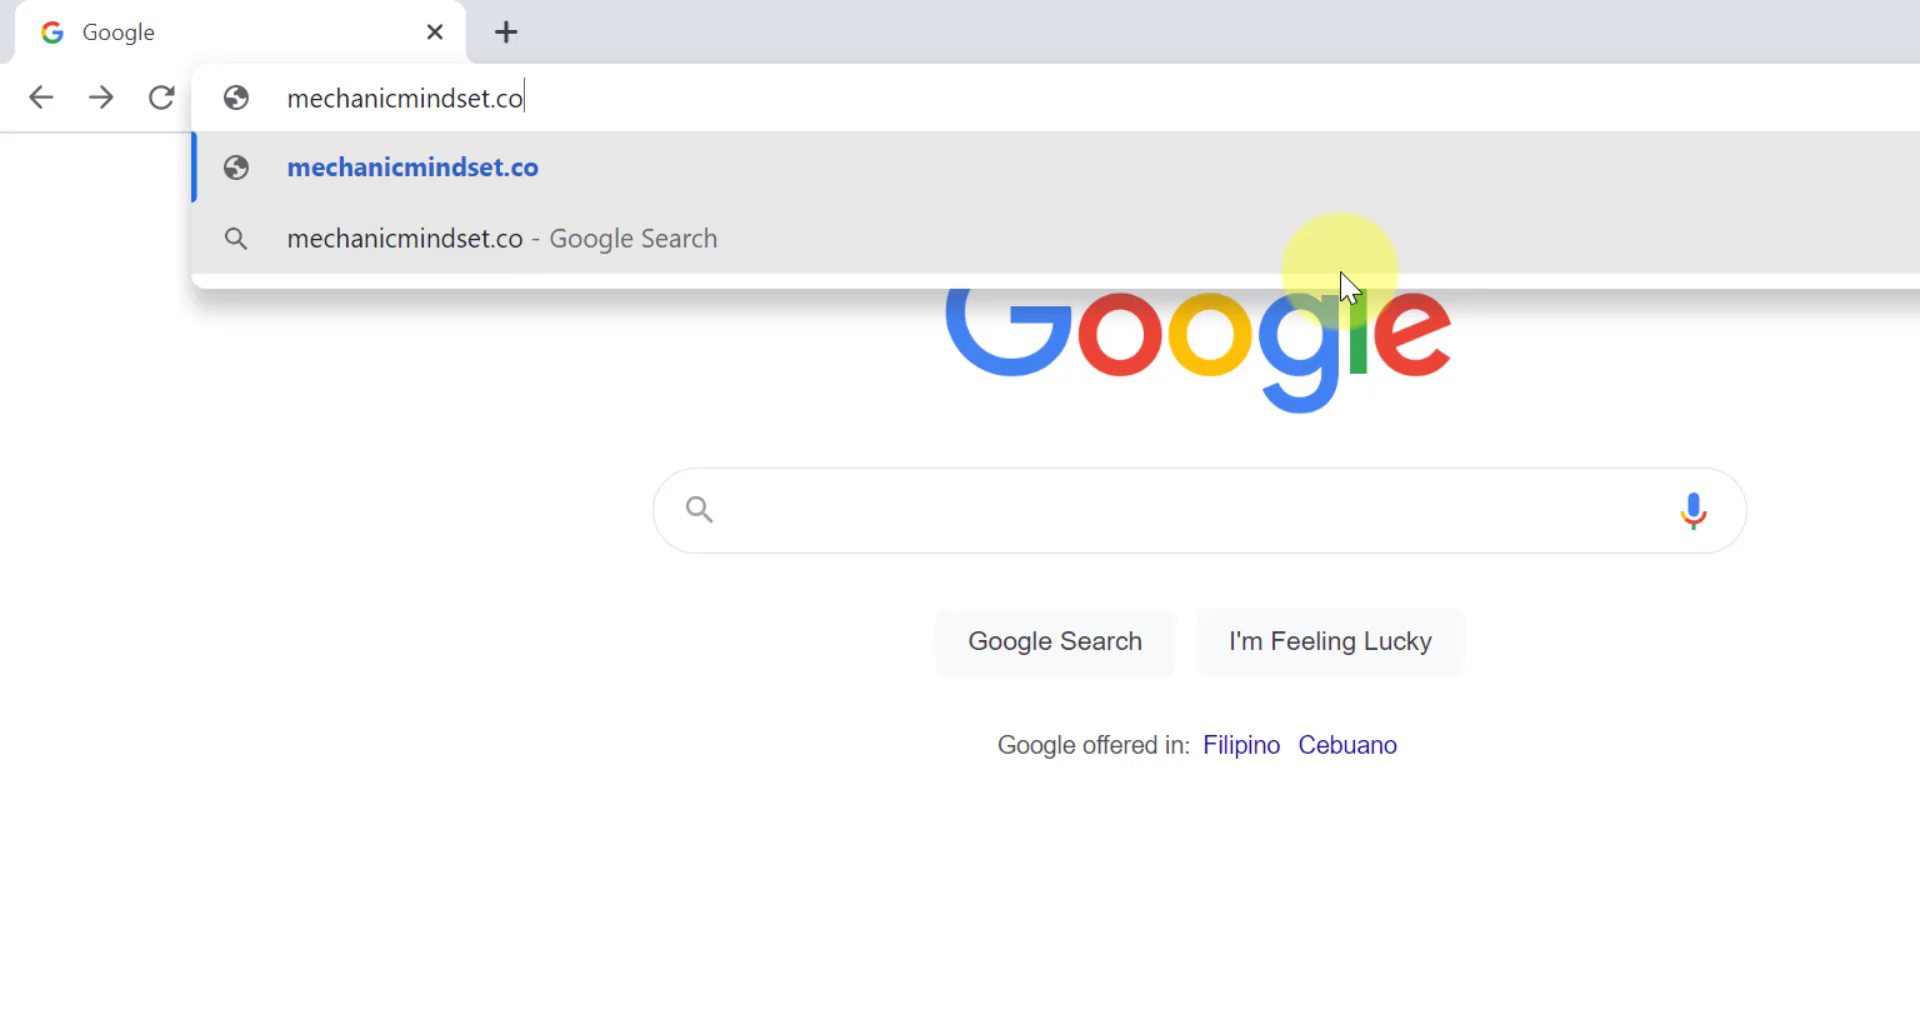 Google
mechanicmindset.co
mechanicmindset.co
mechanicmindset.co - Google Search
Google
Google Search
I'm Feeling Lucky
Google offered in: Filipino Cebuano